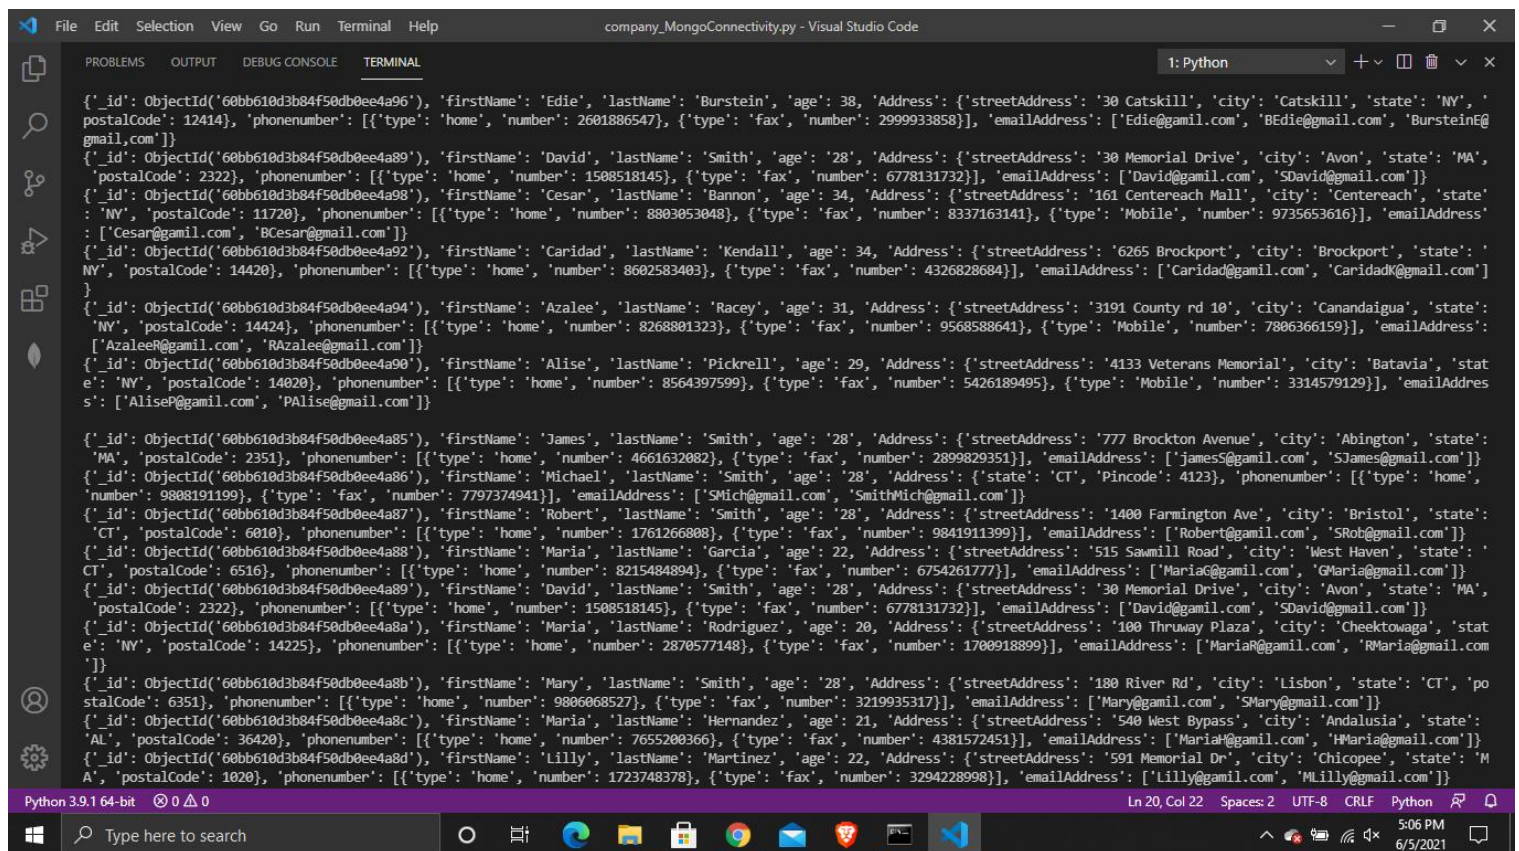 File Edit Selection View Go Run Terminal Help company_MongoConnectivity.py - Visual Studio Code
PROBLEMS OUTPUT DEBUG CONSOLE TERMINAL 1: Python
{'_id': ObjectId('60bb610d3b84f50db0ee4a96'), 'firstName': 'Edie', 'lastName': 'Burstein', 'age': 38, 'Address': {'streetAddress': '30 Catskill', 'city': 'Catskill', 'state': 'NY', '
postalCode': 12414}, 'phonenumber': [{'type': 'home', 'number': 2601886547}, {'type': 'fax', 'number': 2999933858}], 'emailAddress': ['Edie@gamil.com', 'BEdie@gmail.com', 'BursteinE@
gmail,com']}
{'_id': ObjectId('60bb610d3b84f50db0ee4a89'), 'firstName': 'David', 'lastName': 'Smith', 'age': '28', 'Address': {'streetAddress': '30 Memorial Drive', 'city': 'Avon', 'state': 'MA',
'postalCode': 2322}, 'phonenumber': [{'type': 'home', 'number': 1508518145}, {'type': 'fax', 'number': 6778131732}], 'emailAddress': ['David@gamil.com', 'SDavid@gmail.com']}
{'_id': ObjectId('60bb610d3b84f50db0ee4a98'), 'firstName': 'Cesar', 'lastName': 'Bannon', 'age': 34, 'Address': {'streetAddress': '161 Centereach Mall', 'city': 'Centereach', 'state'
: 'NY', 'postalCode': 11720}, 'phonenumber': [{'type': 'home', 'number': 8803053048}, {'type': 'fax', 'number': 8337163141}, {'type': 'Mobile', 'number': 9735653616}], 'emailAddress'
: ['Cesar@gamil.com', 'BCesar@gmail.com']}
{'_id': ObjectId('60bb610d3b84f50db0ee4a92'), 'firstName': 'Caridad', 'lastName': 'Kendall', 'age': 34, 'Address': {'streetAddress': '6265 Brockport', 'city': 'Brockport', 'state': '
NY', 'postalCode': 14420}, 'phonenumber': [{'type': 'home', 'number': 8602583403}, {'type': 'fax', 'number': 4326828684}], 'emailAddress': ['Caridad@gamil.com', 'CaridadK@gmail.com']
}
{'_id': ObjectId('60bb610d3b84f50db0ee4a94'), 'firstName': 'Azalee', 'lastName': 'Racey', 'age': 31, 'Address': {'streetAddress': '3191 County rd 10', 'city': 'Canandaigua', 'state':
'NY', 'postalCode': 14424}, 'phonenumber': [{'type': 'home', 'number': 8268801323}, {'type': 'fax', 'number': 9568588641}, {'type': 'Mobile', 'number': 7806366159}], 'emailAddress':
['AzaleeR@gamil.com', 'RAzalee@gmail.com']}
{'_id': ObjectId('60bb610d3b84f50db0ee4a90'), 'firstName': 'Alise', 'lastName': 'Pickrell', 'age': 29, 'Address': {'streetAddress': '4133 Veterans Memorial', 'city': 'Batavia', 'stat
e': 'NY', 'postalCode': 14020}, 'phonenumber': [{'type': 'home', 'number': 8564397599}, {'type': 'fax', 'number': 5426189495}, {'type': 'Mobile', 'number': 3314579129}], 'emailAddres
s': ['AliseP@gamil.com', 'PAlise@gmail.com']}
{'_id': ObjectId('60bb610d3b84f50db0ee4a85'), 'firstName': 'James', 'lastName': 'Smith', 'age': '28', 'Address': {'streetAddress': '777 Brockton Avenue', 'city': 'Abington', 'state':
'MA', 'postalCode': 2351}, 'phonenumber': [{'type': 'home', 'number': 4661632082}, {'type': 'fax', 'number': 2899829351}], 'emailAddress': ['jamesS@gamil.com', 'SJames@gmail.com']}
{'_id': ObjectId('60bb610d3b84f50db0ee4a86'), 'firstName': 'Michael', 'lastName': 'Smith', 'age': '28', 'Address': {'state': 'CT', 'Pincode': 4123}, 'phonenumber': [{'type': 'home',
'number': 9808191199}, {'type': 'fax', 'number': 7797374941}], 'emailAddress': ['SMich@gmail.com', 'SmithMich@gmail.com']}
{'_id': ObjectId('60bb610d3b84f50db0ee4a87'), 'firstName': 'Robert', 'lastName': 'Smith', 'age': '28', 'Address': {'streetAddress': '1400 Farmington Ave', 'city': 'Bristol', 'state':
'CT', 'postalCode': 6010}, 'phonenumber': [{'type': 'home', 'number': 1761266808}, {'type': 'fax', 'number': 9841911399}], 'emailAddress': ['Robert@gamil.com', 'SRob@gmail.com']}
{'_id': ObjectId('60bb610d3b84f50db0ee4a88'), 'firstName': 'Maria', 'lastName': 'Garcia', 'age': 22, 'Address': {'streetAddress': '515 Sawmill Road', 'city': 'West Haven', 'state': '
CT', 'postalCode': 6516}, 'phonenumber': [{'type': 'home', 'number': 8215484894}, {'type': 'fax', 'number': 6754261777}], 'emailAddress': ['MariaG@gamil.com', 'GMaria@gmail.com']}
{'_id': ObjectId('60bb610d3b84f50db0ee4a89'), 'firstName': 'David', 'lastName': 'Smith', 'age': '28', 'Address': {'streetAddress': '30 Memorial Drive', 'city': 'Avon', 'state': 'MA',
'postalCode': 2322}, 'phonenumber': [{'type': 'home', 'number': 1508518145}, {'type': 'fax', 'number': 6778131732}], 'emailAddress': ['David@gamil.com', 'SDavid@gmail.com']}
{'_id': ObjectId('60bb610d3b84f50db0ee4a8a'), 'firstName': 'Maria', 'lastName': 'Rodriguez', 'age': 20, 'Address': {'streetAddress': '100 Thruway Plaza', 'city': 'Cheektowaga', 'stat
e': 'NY', 'postalCode': 14225}, 'phonenumber': [{'type': 'home', 'number': 2870577148}, {'type': 'fax', 'number': 1700918899}], 'emailAddress': ['MariaR@gamil.com', 'RMaria@gmail.com
']}
{'_id': ObjectId('60bb610d3b84f50db0ee4a8b'), 'firstName': 'Mary', 'lastName': 'Smith', 'age': '28', 'Address': {'streetAddress': '180 River Rd', 'city': 'Lisbon', 'state': 'CT', 'po
stalCode': 6351}, 'phonenumber': [{'type': 'home', 'number': 9806068527}, {'type': 'fax', 'number': 3219935317}], 'emailAddress': ['Mary@gamil.com', 'SMary@gmail.com']}
{'_id': ObjectId('60bb610d3b84f50db0ee4a8c'), 'firstName': 'Maria', 'lastName': 'Hernandez', 'age': 21, 'Address': {'streetAddress': '540 West Bypass', 'city': 'Andalusia', 'state':
'AL', 'postalCode': 36420}, 'phonenumber': [{'type': 'home', 'number': 7655200366}, {'type': 'fax', 'number': 4381572451}], 'emailAddress': ['MariaH@gamil.com', 'HMaria@gmail.com']}
{'_id': ObjectId('60bb610d3b84f50db0ee4a8d'), 'firstName': 'Lilly', 'lastName': 'Martinez', 'age': 22, 'Address': {'streetAddress': '591 Memorial Dr', 'city': 'Chicopee', 'state': 'M
A', 'postalCode': 1020}, 'phonenumber': [{'type': 'home', 'number': 1723748378}, {'type': 'fax', 'number': 3294228998}], 'emailAddress': ['Lilly@gamil.com', 'MLilly@gmail.com']}
Python 3.9.1 64-bit 0 0 Ln 20, Col 22 Spaces: 2 UTF-8 CRLF Python
Type here to search 5:06 PM
6/5/2021